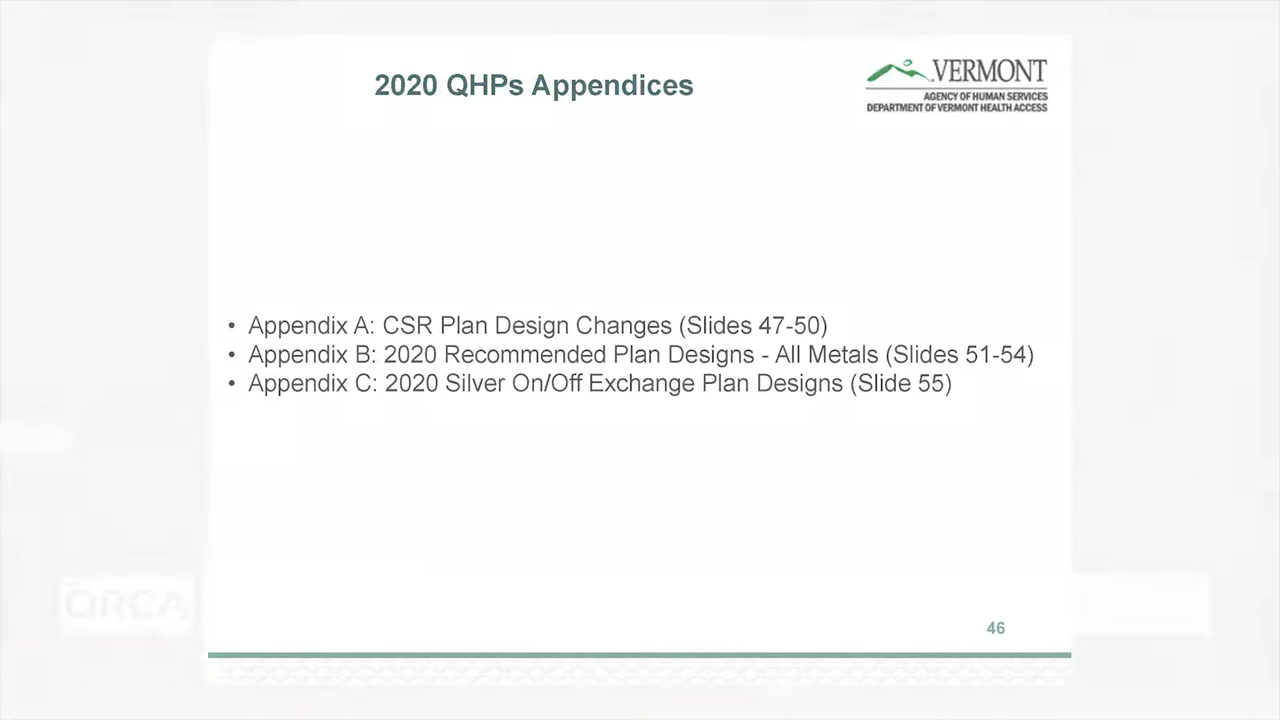 2020 QHPs Appendices
VERMONT
AGENCY OF HUMAN SERVICES
DEPARTMENT OF VERMONT HEALTH ACCESS
• Appendix A: CSR Plan Design Changes (Slides 47-50)
• Appendix B: 2020 Recommended Plan Designs - All Metals (Slides 51-54)
• Appendix C: 2020 Silver On/Off Exchange Plan Designs (Slide 55)
ORCA
46